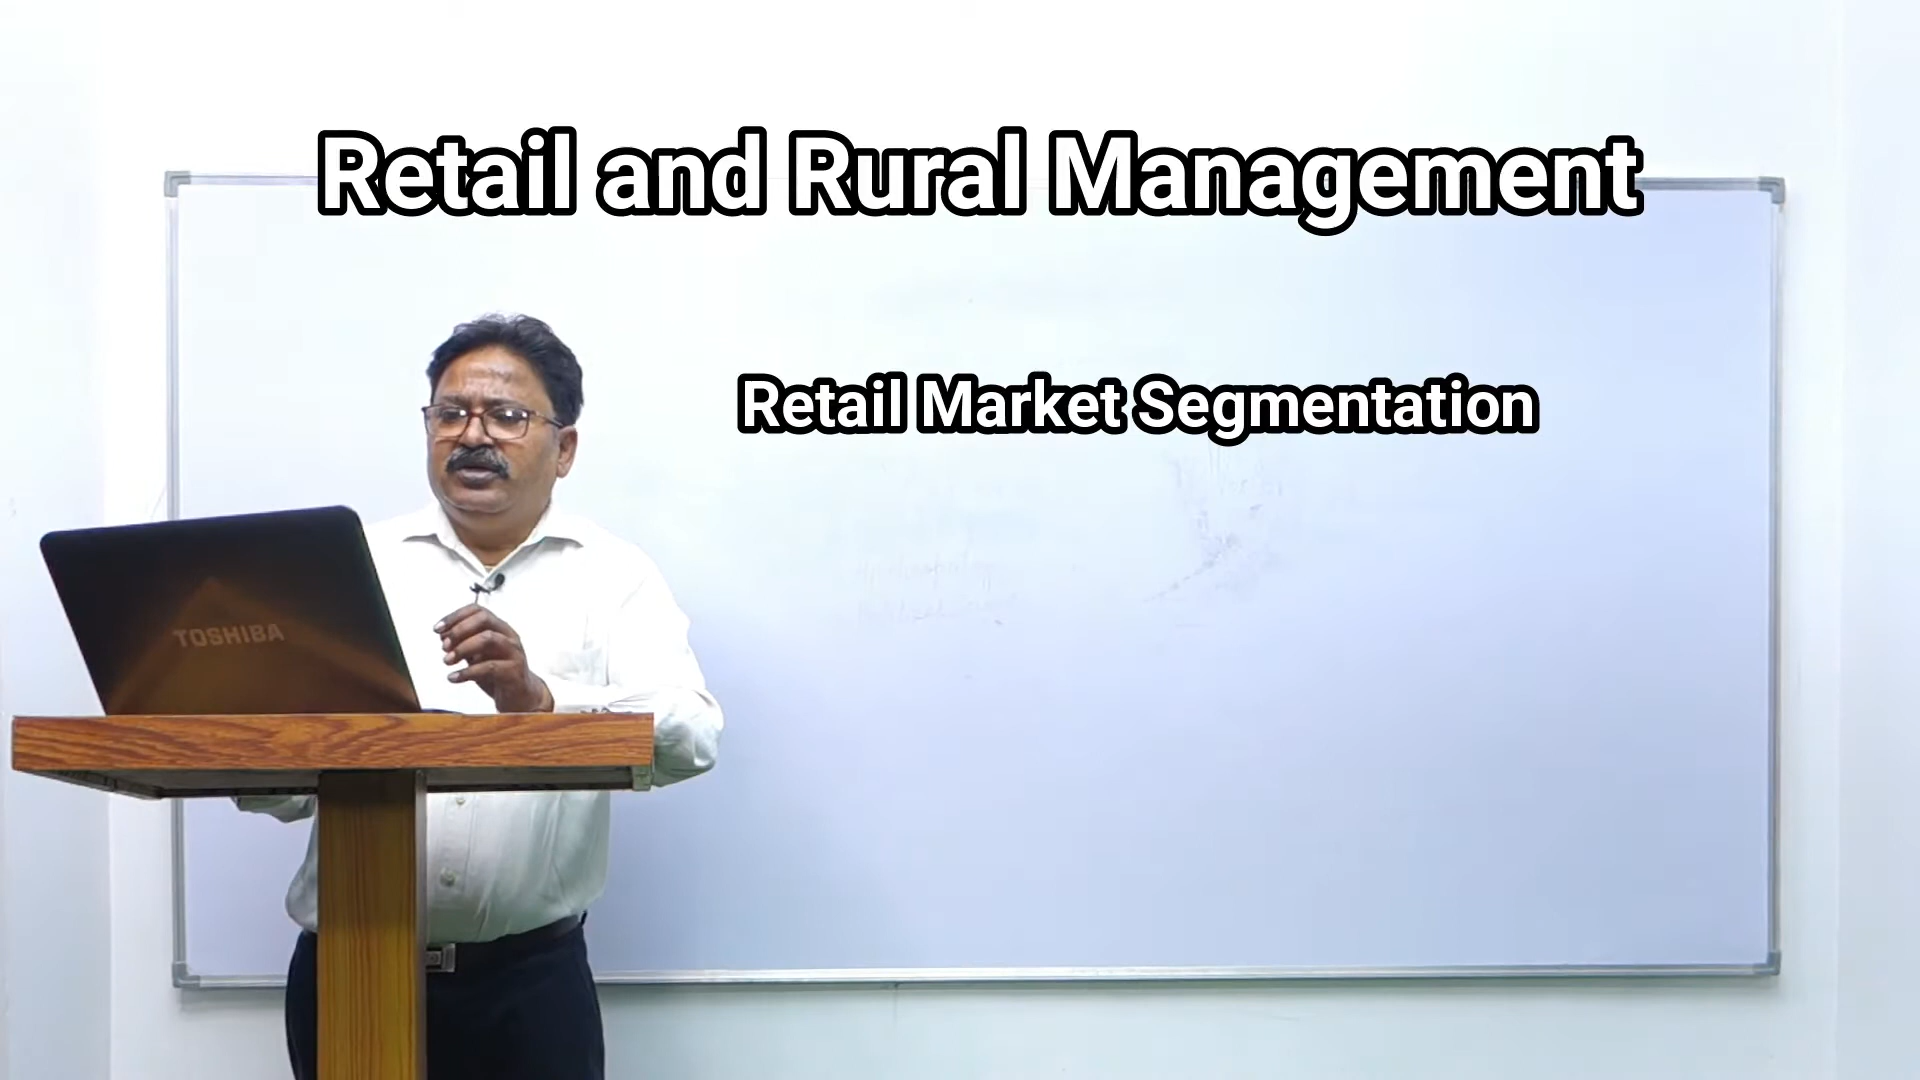 Retail and Rural Management
Retail Market Segmentation
TOSHIBA